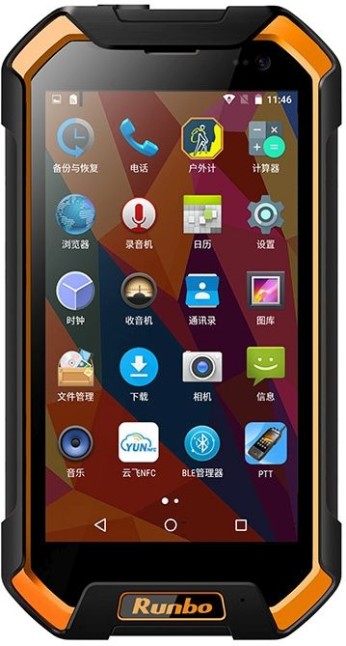 11:46
备份与恢复 电话 户外计 计算器
浏览器 录音机 日历 设置
时钟 收音机 通讯录 图库
文件管理 下载 相机 信息
YUNNFC
音乐 云飞NFC BLE管理器 PTT
Runbo